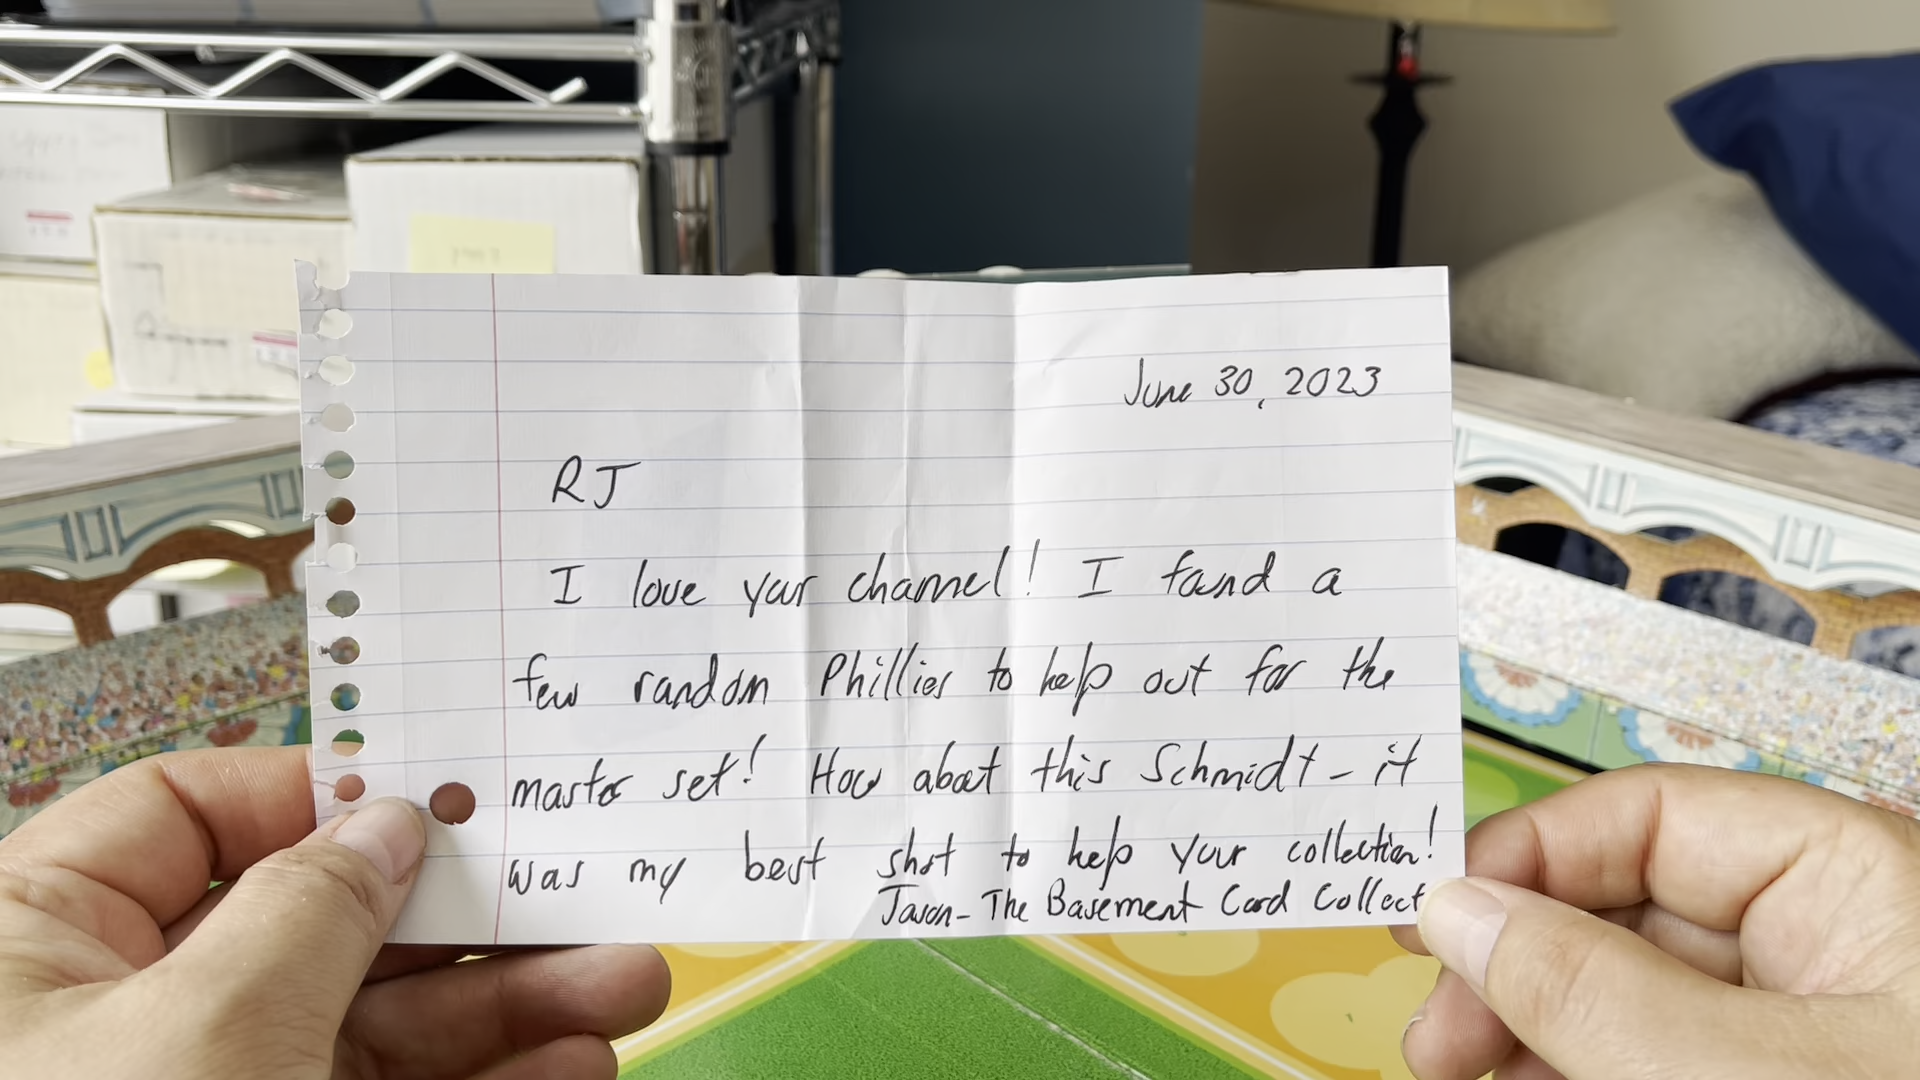 June 30, 2023
RJ
I love your channel! I found a
few random Phillies to help out for the
master set! How about this Schmidt - it
was my best shot to help your collection!
Jason - The Basement Card Collect